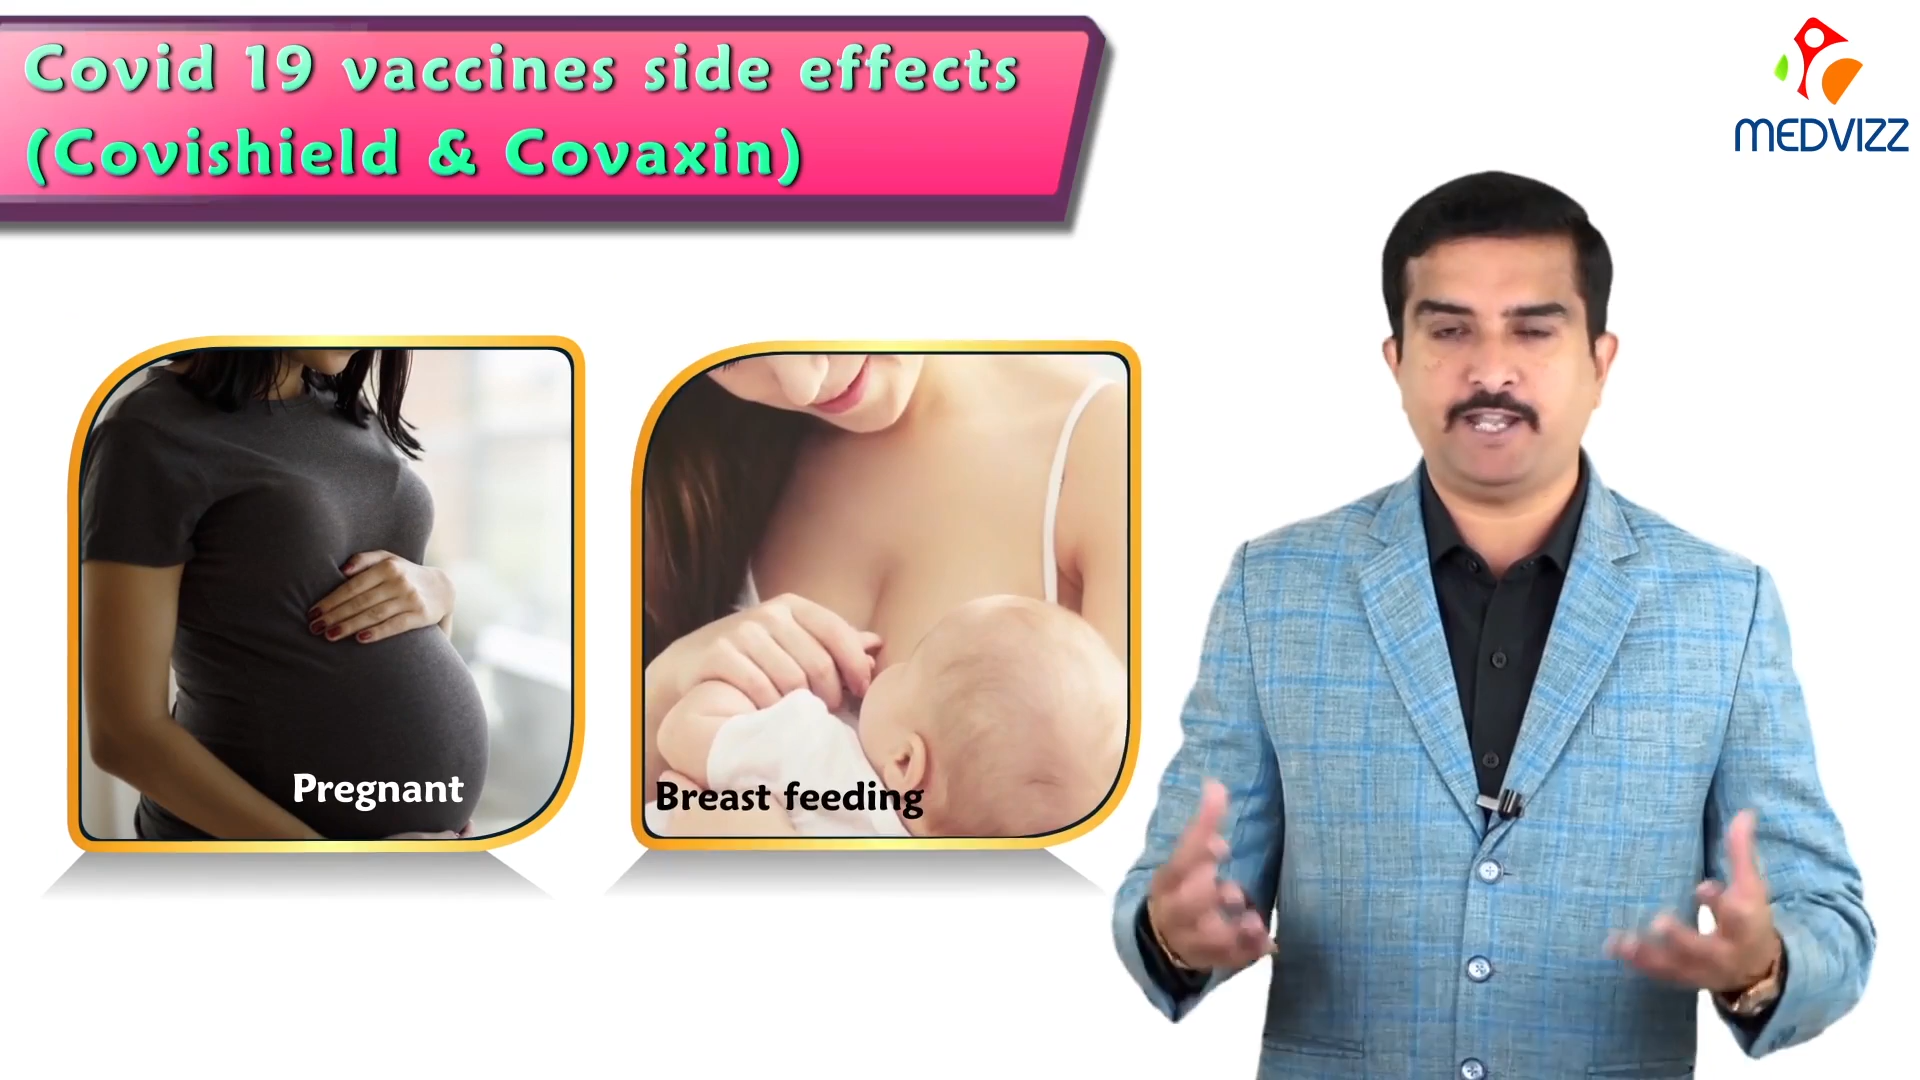 Covid 19 vaccines side effects
(Covishield & Covaxin)
MEDVIZZ
Pregnant
Breast feeding